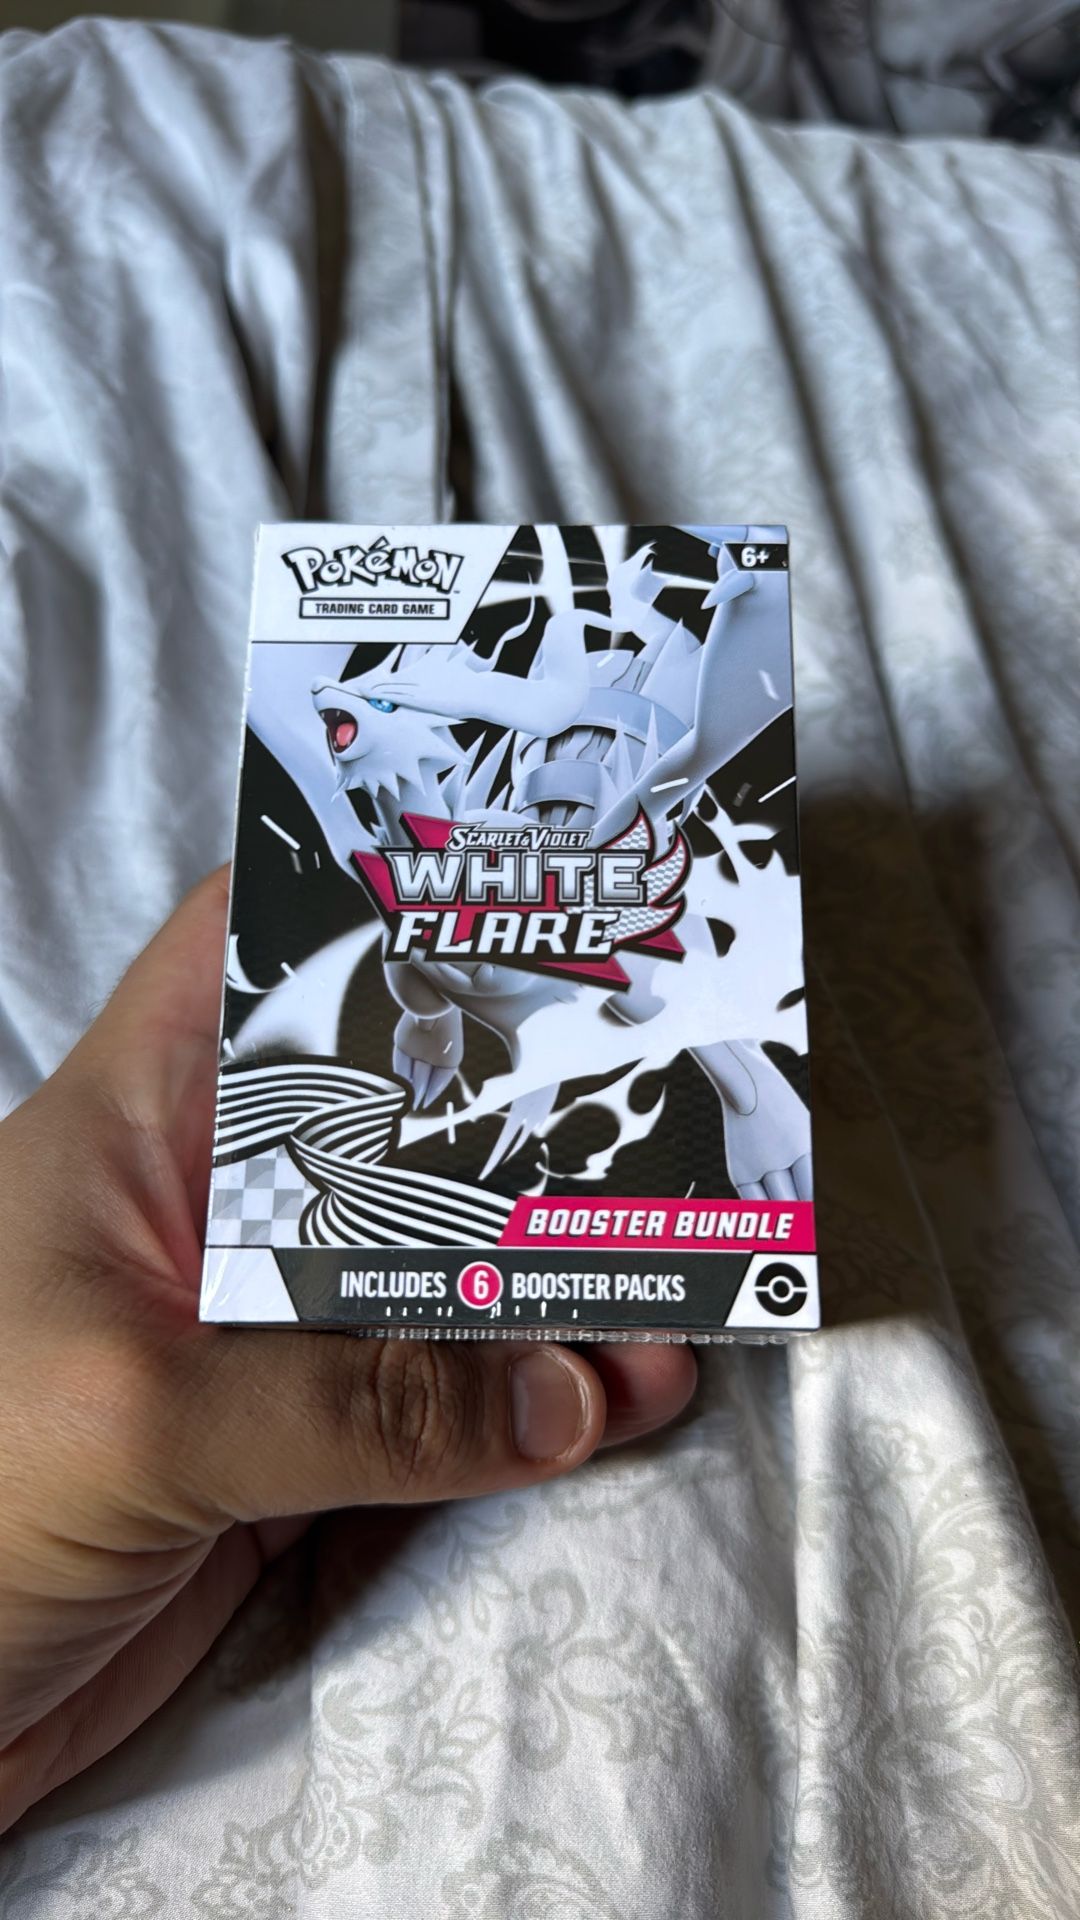 POKéMON
TRADING CARD GAME
6+
SCARLET & VIOLET
WHITE
FLARE
BOOSTER BUNDLE
INCLUDES 6 BOOSTER PACKS